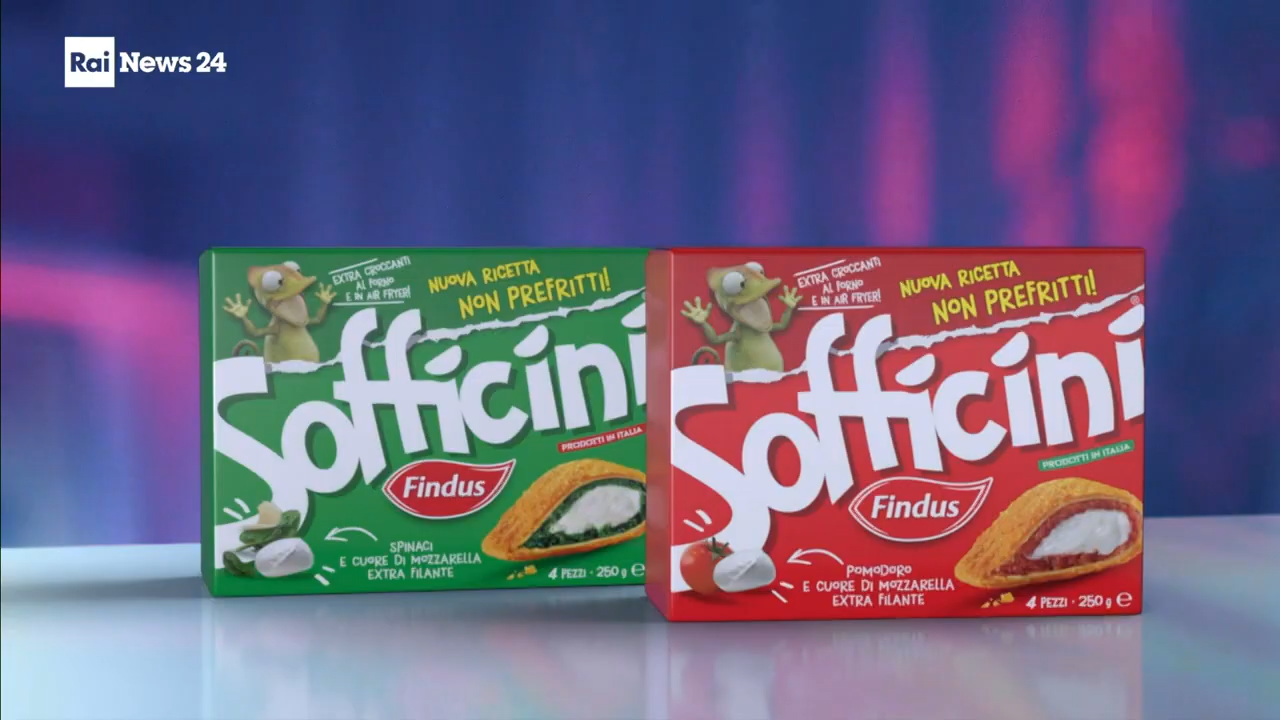 Rai News 24
EXTRA CROCCANTI
AL FORNO
E IN AIR FRYER!
NUOVA RICETTA
NON PREFRITTI!
Sofficini
PRODOTTI IN ITALIA
Findus
SPINACI
E CUORE DI MOZZARELLA
EXTRA FILANTE
4 PEZZI · 250 g e
EXTRA CROCCANTI
AL FORNO
E IN AIR FRYER!
NUOVA RICETTA
NON PREFRITTI!
®
Sofficini
PRODOTTI IN ITALIA
Findus
POMODORO
E CUORE DI MOZZARELLA
EXTRA FILANTE
4 PEZZI · 250 g e